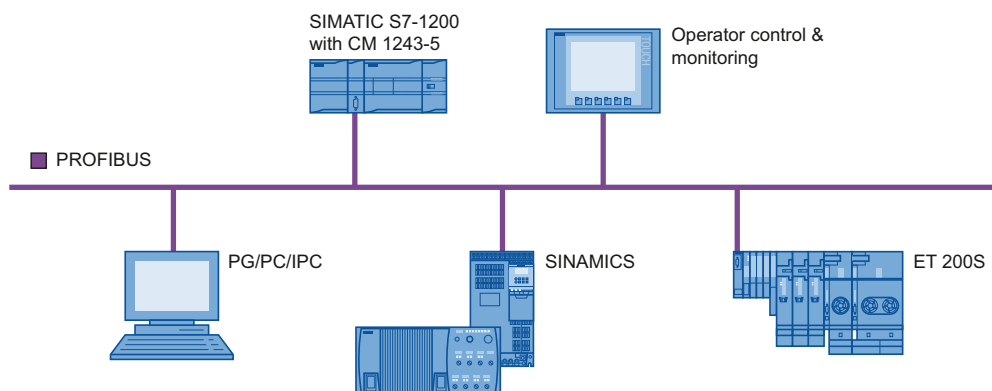 SIMATIC S7-1200
with CM 1243-5
Operator control &
monitoring
PROFIBUS
PG/PC/IPC
SINAMICS
ET 200S